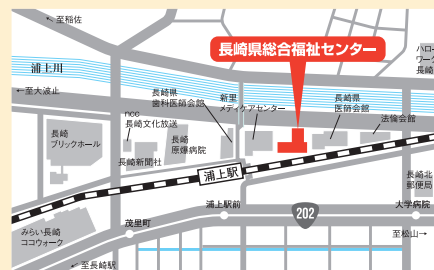 ←至稲佐
長崎県総合福祉センター
ハロー
ワーク
長崎
浦上川
←至大波止
長崎県
歯科医師会館
新里
メディケアセンター
長崎県
医師会館
法倫会館
ncc
長崎文化放送
長崎
ブリックホール
長崎新聞社
長崎
原爆病院
浦上駅
長崎北
郵便局
茂里町
浦上駅前
202
大学病院
みらい長崎
ココウォーク
至松山→
←至長崎駅